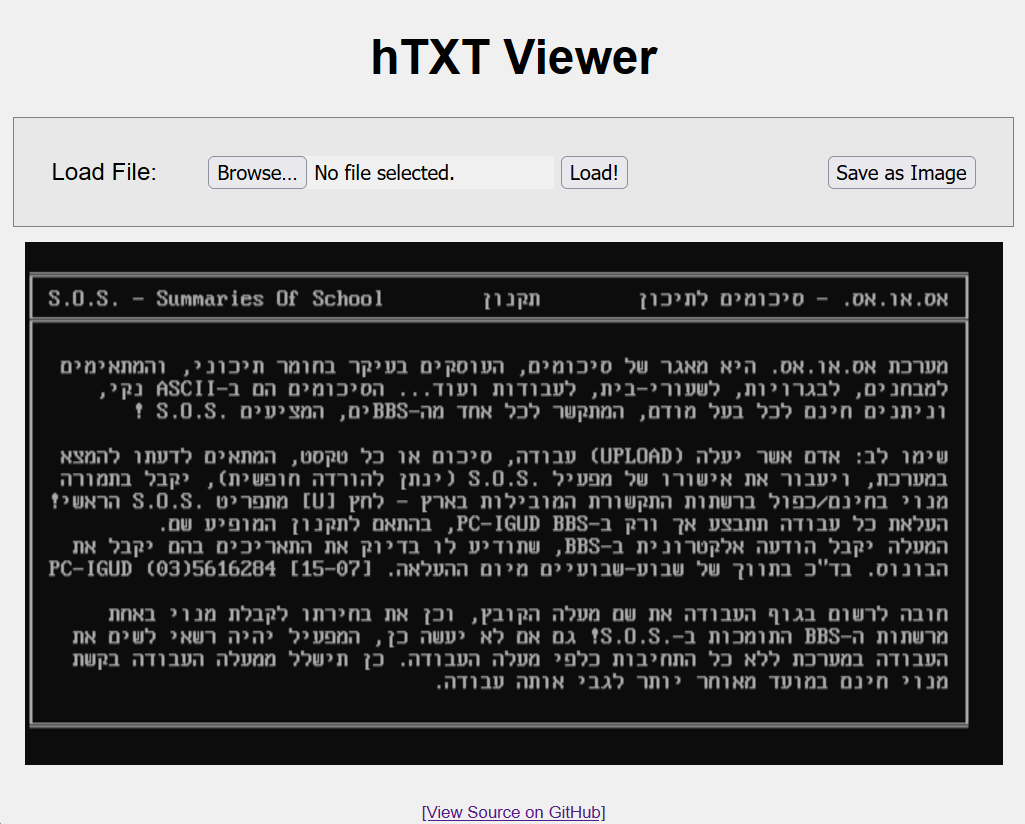 hTXT Viewer
Load File: Browse... No file selected. Load! Save as Image
אס.או.אס. - סיכומים לתיכון תקנון S.O.S. - Summaries Of School
מערכת אס.או.אס. היא מאגר של סיכומים, העוסקים בעיקר בחומר תיכוני, והמתאימים
למבחנים, לבגרויות, לשעורי-בית, לעבודות ועוד... הסיכומים הם ב-ASCII נקי,
וניתנים חינם לכל בעל מודם, המתקשר לכל אחד מה-BBSים, המציעים S.O.S. !
שימו לב: אדם אשר יעלה (UPLOAD) עבודה, סיכום או כל טקסט, המתאים לדעתו להמצא
במערכת, ויעבור את אישורו של מפעיל S.O.S. (ינתן להורדה חופשית), יקבל בתמורה
מנוי בחינם/כפול ברשתות התקשורת המובילות בארץ - לחץ [U] מתפריט S.O.S. הראשי!
העלאת כל עבודה תתבצע אך ורק ב-PC-IGUD BBS, בהתאם לתקנון המופיע שם.
המעלה יקבל הודעה אלקטרונית ב-BBS, שתודיע לו בדיוק את התאריכים בהם יקבל את
הבונוס. בד"כ בתווך של שבוע-שבועיים מיום ההעלאה. PC-IGUD (03)5616284 [15-07]
חובה לרשום בגוף העבודה את שם מעלה הקובץ, וכן את בחירתו לקבלת מנוי באחת
מרשתות ה-BBS התומכות ב-S.O.S.! גם אם לא יעשה כן, המפעיל יהיה רשאי לשים את
העבודה במערכת ללא כל התחיבות כלפי מעלה העבודה. כן תישלל ממעלה העבודה בקשת
מנוי חינם במועד מאוחר יותר לגבי אותה עבודה.
[View Source on GitHub]